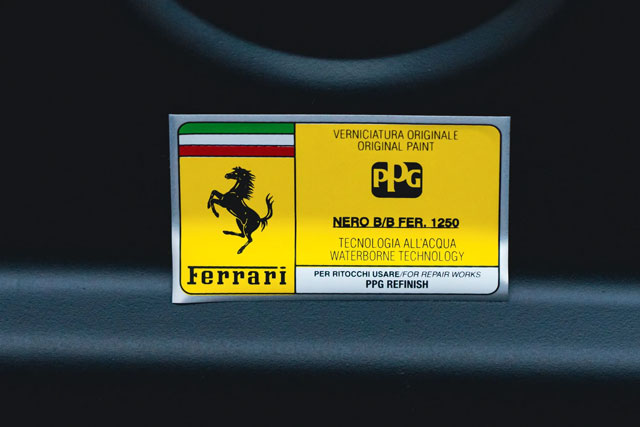 Ferrari
VERNICIATURA ORIGINALE
ORIGINAL PAINT
PPG
NERO B/B FER. 1250
TECNOLOGIA ALL'ACQUA
WATERBORNE TECHNOLOGY
PER RITOCCHI USARE/FOR REPAIR WORKS
PPG REFINISH